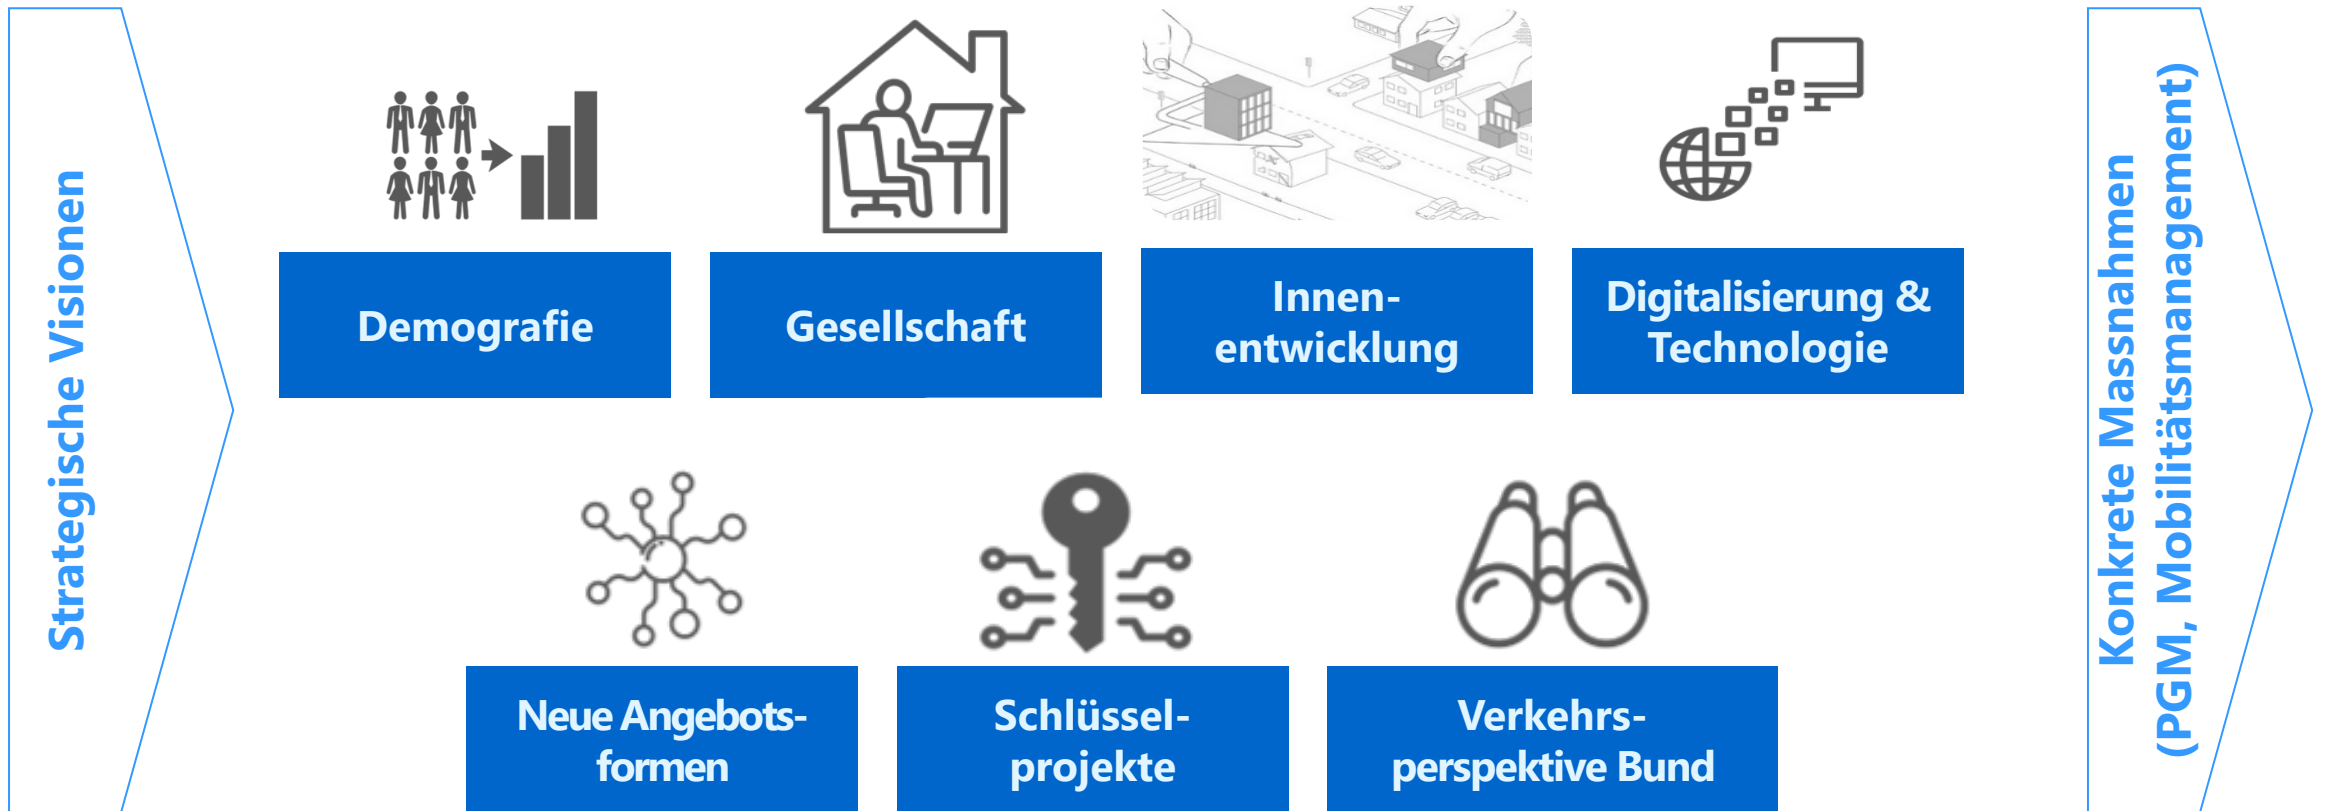 Strategische Visionen
Demografie
Gesellschaft
Innen-
entwicklung
Digitalisierung &
Technologie
Neue Angebots-
formen
Schlüssel-
projekte
Verkehrs-
perspektive Bund
Konkrete Massnahmen
(PGM, Mobilitätsmanagement)